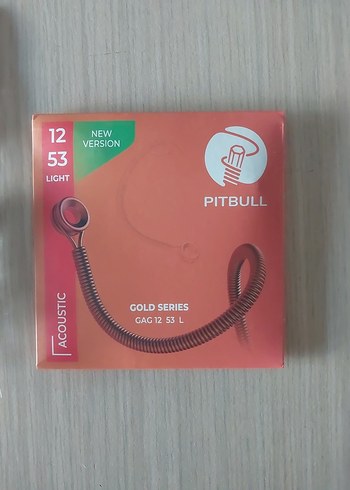 12
53
LIGHT
NEW
VERSION
PITBULL
GOLD SERIES
GAG 12 53 L
ACOUSTIC